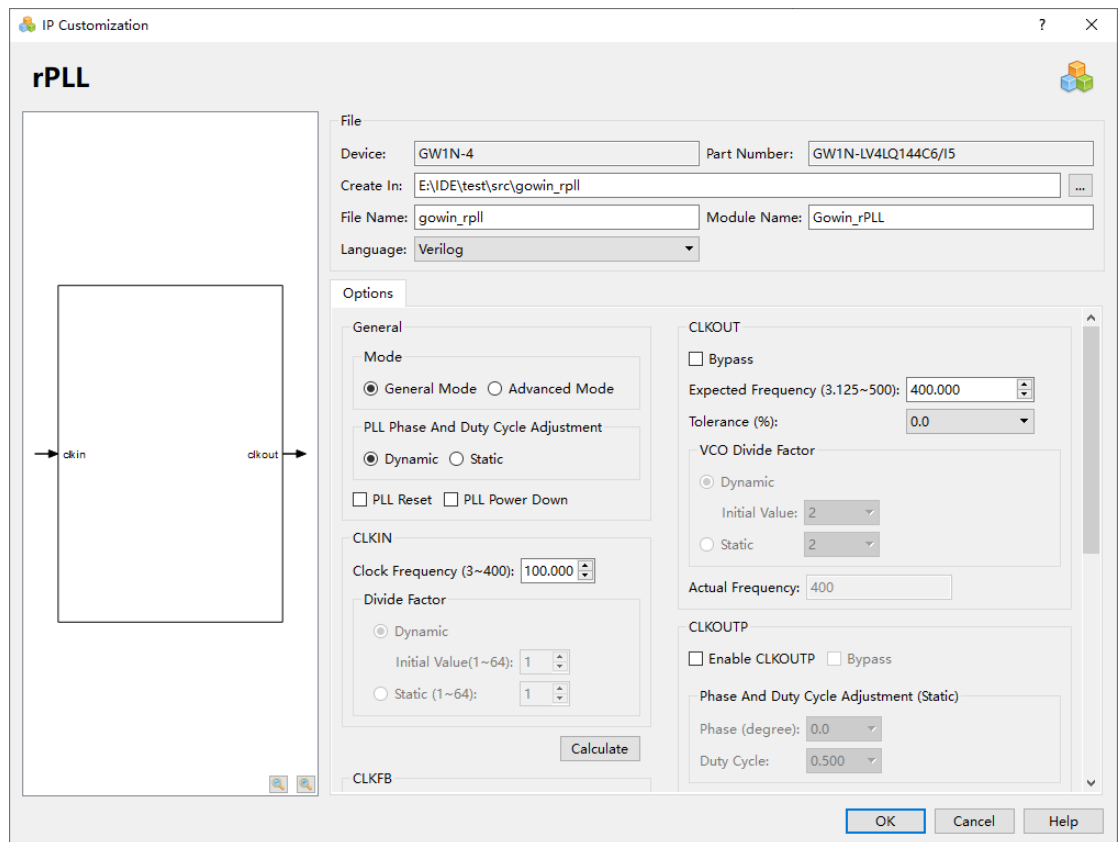 IP Customization ? ×
rPLL
File
Device: GW1N-4 Part Number: GW1N-LV4LQ144C6/I5
Create In: E:\IDE\test\src\gowin_rpll ...
File Name: gowin_rpll Module Name: Gowin_rPLL
Language: Verilog
clkin clkout
Options
General
Mode
General Mode Advanced Mode
PLL Phase And Duty Cycle Adjustment
Dynamic Static
PLL Reset PLL Power Down
CLKIN
Clock Frequency (3~400): 100.000
Divide Factor
Dynamic
Initial Value(1~64): 1
Static (1~64): 1
Calculate
CLKFB
CLKOUT
Bypass
Expected Frequency (3.125~500): 400.000
Tolerance (%): 0.0
VCO Divide Factor
Dynamic
Initial Value: 2
Static 2
Actual Frequency: 400
CLKOUTP
Enable CLKOUTP Bypass
Phase And Duty Cycle Adjustment (Static)
Phase (degree): 0.0
Duty Cycle: 0.500
OK Cancel Help